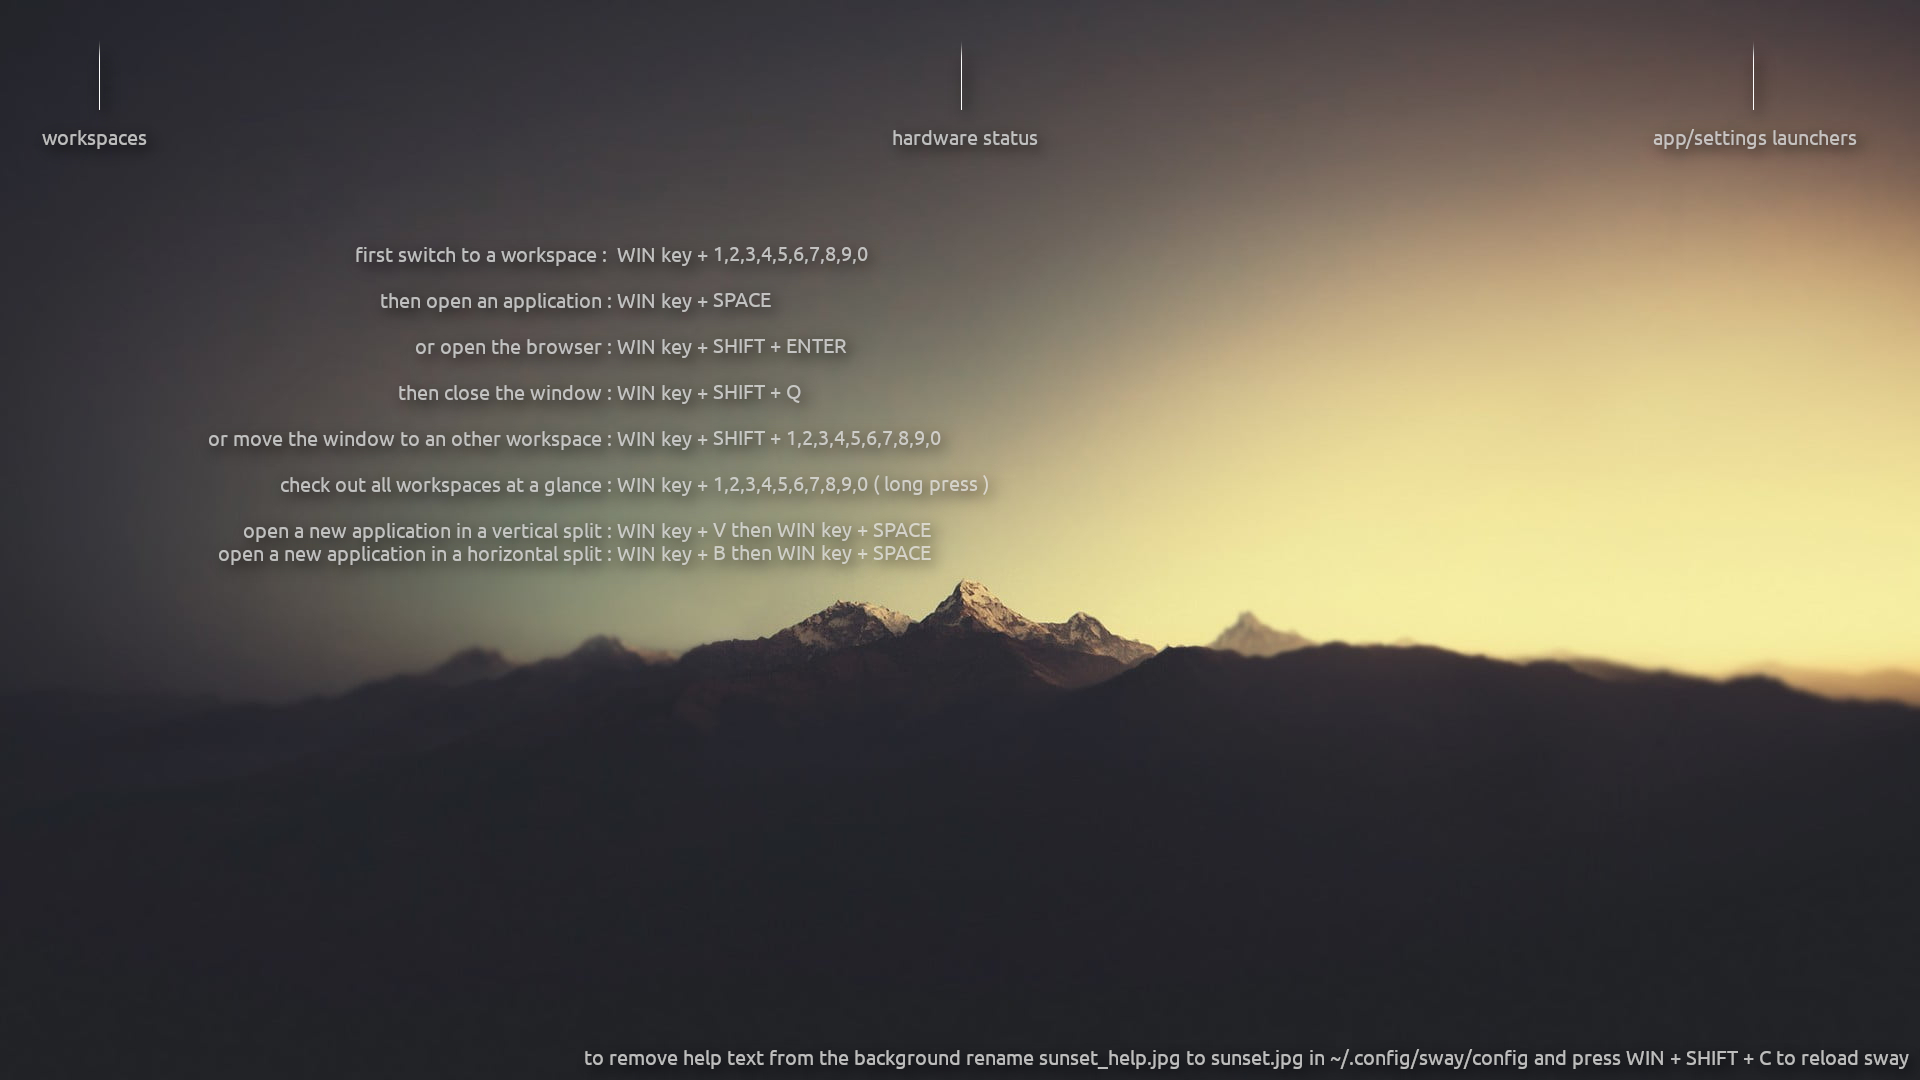 workspaces
hardware status
app/settings launchers
first switch to a workspace :  WIN key + 1,2,3,4,5,6,7,8,9,0
then open an application : WIN key + SPACE
or open the browser : WIN key + SHIFT + ENTER
then close the window : WIN key + SHIFT + Q
or move the window to an other workspace : WIN key + SHIFT + 1,2,3,4,5,6,7,8,9,0
check out all workspaces at a glance : WIN key + 1,2,3,4,5,6,7,8,9,0 ( long press )
open a new application in a vertical split : WIN key + V then WIN key + SPACE
open a new application in a horizontal split : WIN key + B then WIN key + SPACE
to remove help text from the background rename sunset_help.jpg to sunset.jpg in ~/.config/sway/config and press WIN + SHIFT + C to reload sway